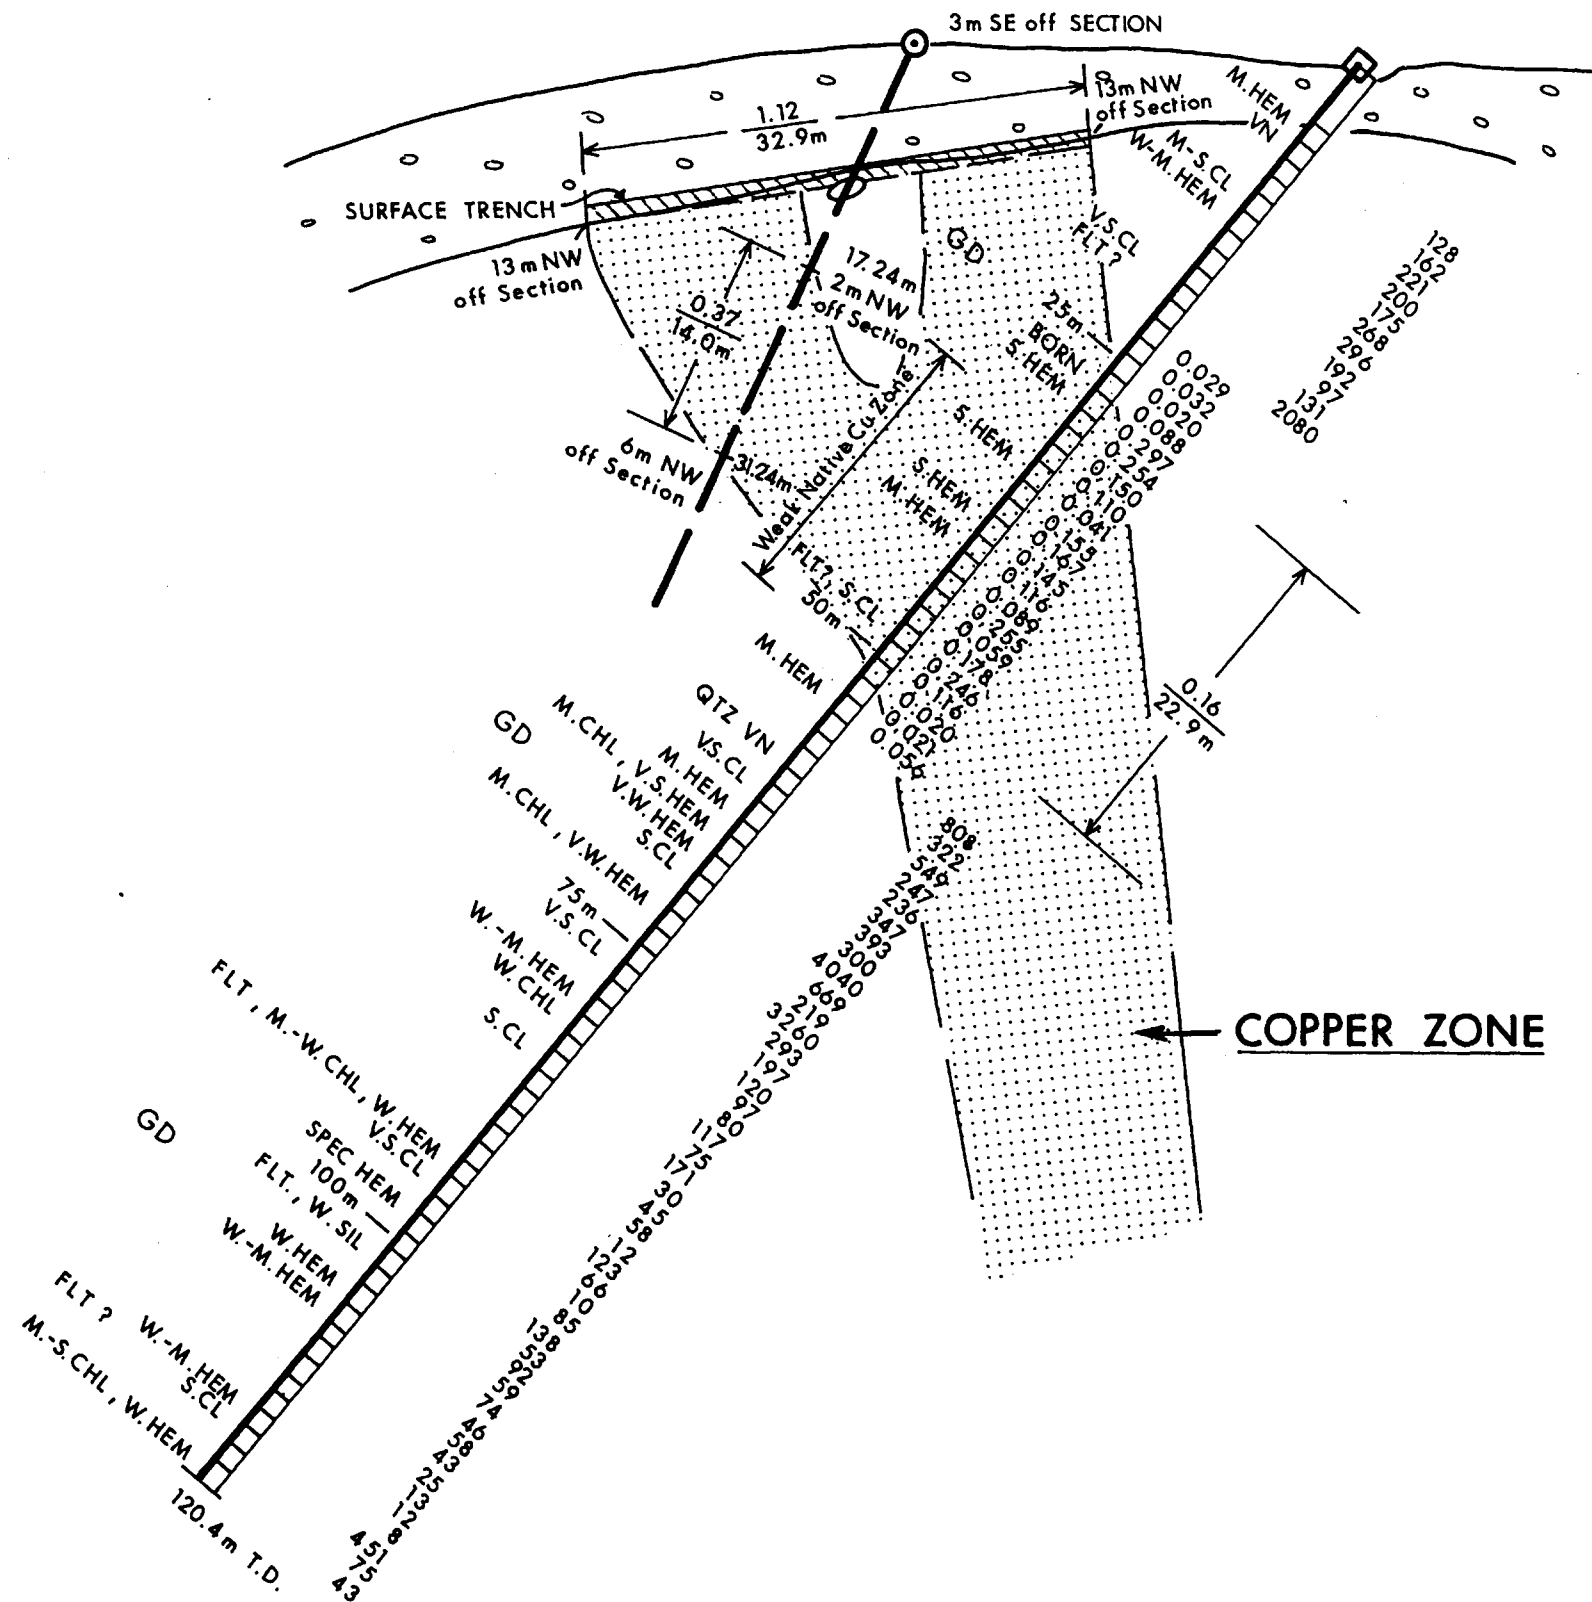 3m SE off SECTION
M.HEM
VN
13m NW
off Section
1.12
32.9m
M-S.CL
W-M.HEM
SURFACE TRENCH
13m NW
off Section
V.S.CL
FLT?
GD
17.24m
2m NW
off Section
0.37
14.0m
25m
BORN
S.HEM
S.HEM
S.HEM
M.HEM
6m NW
off Section
31.24m
Weak Native Cu Zone
FLT?, S.CL
50m
M.HEM
QTZ VN
V.S.CL
M.HEM
M.CHL, V.S.HEM
V.W.HEM
S.CL
GD
M.CHL, V.W.HEM
75m
V.S.CL
W.-M.HEM
W.CHL
S.CL
FLT, M.-W.CHL, W.HEM
V.S.CL
SPEC HEM
100m
FLT., W.SIL
GD
W.HEM
W.-M.HEM
FLT? W.-M.HEM
S.CL
M.-S.CHL, W.HEM
120.4m T.D.
128
162
221
200
175
268
296
192
97
131
2080
0.029
0.032
0.020
0.088
0.297
0.254
0.150
0.110
0.041
0.155
0.167
0.145
0.116
0.089
0.255
0.059
0.178
0.246
0.116
0.020
0.021
0.056
0.16
22.9m
808
322
549
247
236
347
393
300
4040
669
219
3260
293
197
120
97
80
117
75
171
30
45
58
12
123
66
10
85
138
53
92
59
74
46
58
43
25
13
12
8
451
75
43
COPPER ZONE